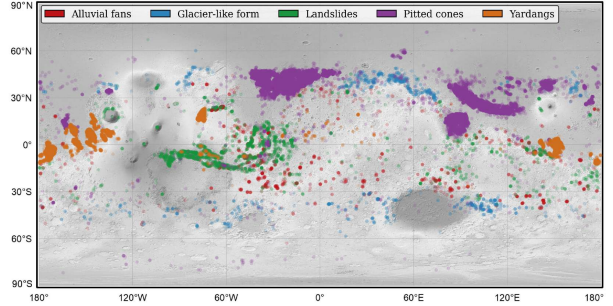 Alluvial fans Glacier-like form Landslides Pitted cones Yardangs
90°N
60°N
30°N
0°
30°S
60°S
90°S
180° 120°W 60°W 0° 60°E 120°E 180°